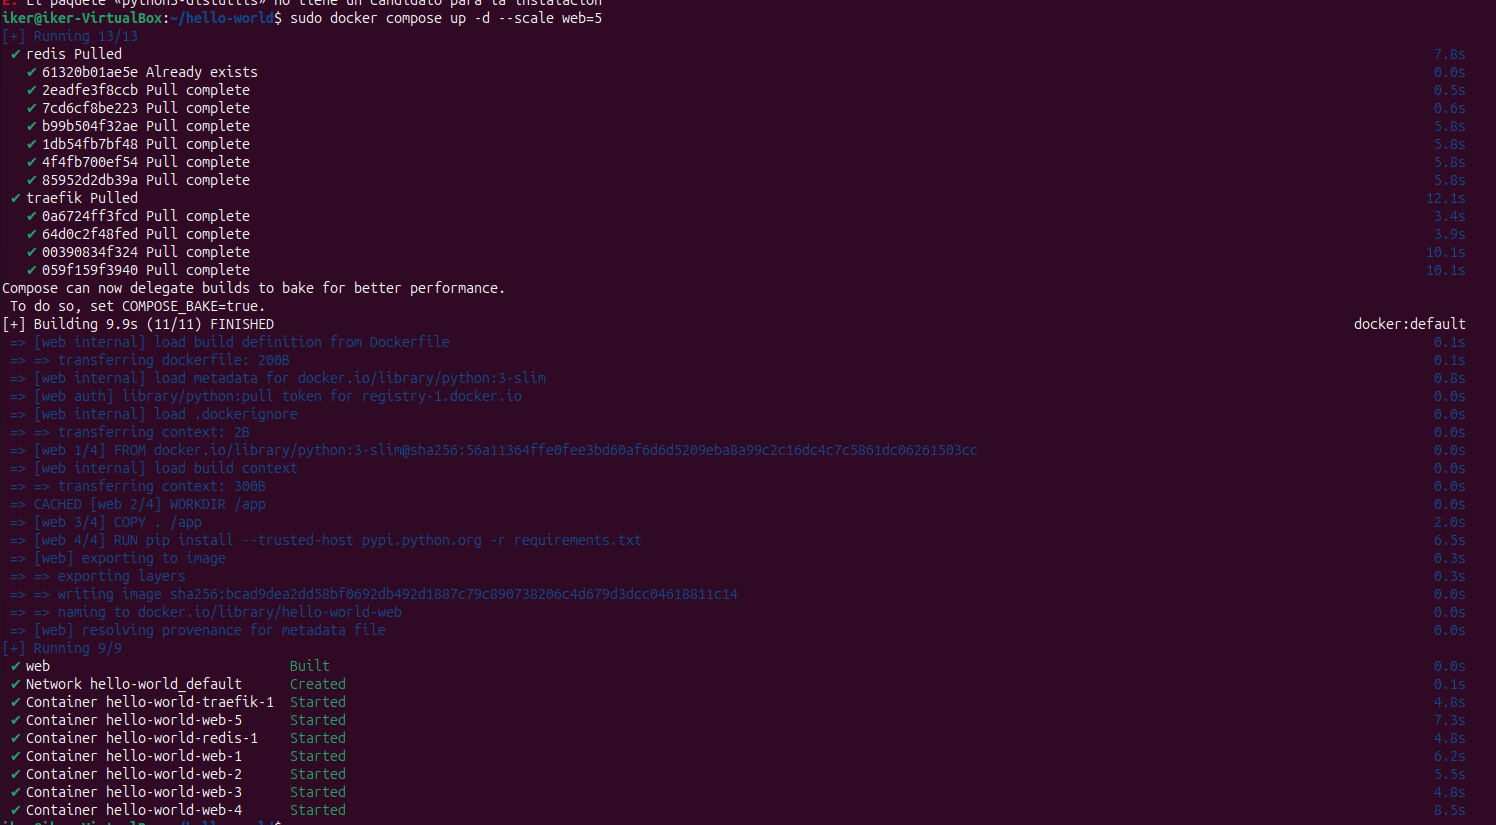 E: El paquete «python3-distutils» no tiene un candidato para la instalación
iker@iker-VirtualBox:~/hello-world$ sudo docker compose up -d --scale web=5
[+] Running 13/13
✔ redis Pulled 7.8s
✔ 61320b01ae5e Already exists 0.0s
✔ 2eadfe3f8ccb Pull complete 0.5s
✔ 7cd6cf8be223 Pull complete 0.6s
✔ b99b504f32ae Pull complete 5.8s
✔ 1db54fb7bf48 Pull complete 5.8s
✔ 4f4fb700ef54 Pull complete 5.8s
✔ 85952d2db39a Pull complete 5.8s
✔ traefik Pulled 12.1s
✔ 0a6724ff3fcd Pull complete 3.4s
✔ 64d0c2f48fed Pull complete 3.9s
✔ 00390834f324 Pull complete 10.1s
✔ 059f159f3940 Pull complete 10.1s
Compose can now delegate builds to bake for better performance.
To do so, set COMPOSE_BAKE=true.
[+] Building 9.9s (11/11) FINISHED docker:default
=> [web internal] load build definition from Dockerfile 0.1s
=> => transferring dockerfile: 200B 0.1s
=> [web internal] load metadata for docker.io/library/python:3-slim 0.8s
=> [web auth] library/python:pull token for registry-1.docker.io 0.0s
=> [web internal] load .dockerignore 0.0s
=> => transferring context: 2B 0.0s
=> [web 1/4] FROM docker.io/library/python:3-slim@sha256:56a11364ffe0fee3bd60af6d6d5209eba8a99c2c16dc4c7c5861dc06261503cc 0.0s
=> [web internal] load build context 0.0s
=> => transferring context: 300B 0.0s
=> CACHED [web 2/4] WORKDIR /app 0.0s
=> [web 3/4] COPY . /app 2.0s
=> [web 4/4] RUN pip install --trusted-host pypi.python.org -r requirements.txt 6.5s
=> [web] exporting to image 0.3s
=> => exporting layers 0.3s
=> => writing image sha256:bcad9dea2dd58bf0692db492d1887c79c890738206c4d679d3dcc04618811c14 0.0s
=> => naming to docker.io/library/hello-world-web 0.0s
=> [web] resolving provenance for metadata file 0.0s
[+] Running 9/9
✔ web Built 0.0s
✔ Network hello-world_default Created 0.1s
✔ Container hello-world-traefik-1 Started 4.8s
✔ Container hello-world-web-5 Started 7.3s
✔ Container hello-world-redis-1 Started 4.8s
✔ Container hello-world-web-1 Started 6.2s
✔ Container hello-world-web-2 Started 5.5s
✔ Container hello-world-web-3 Started 4.8s
✔ Container hello-world-web-4 Started 8.5s
iker@iker-VirtualBox:~/hello-world$